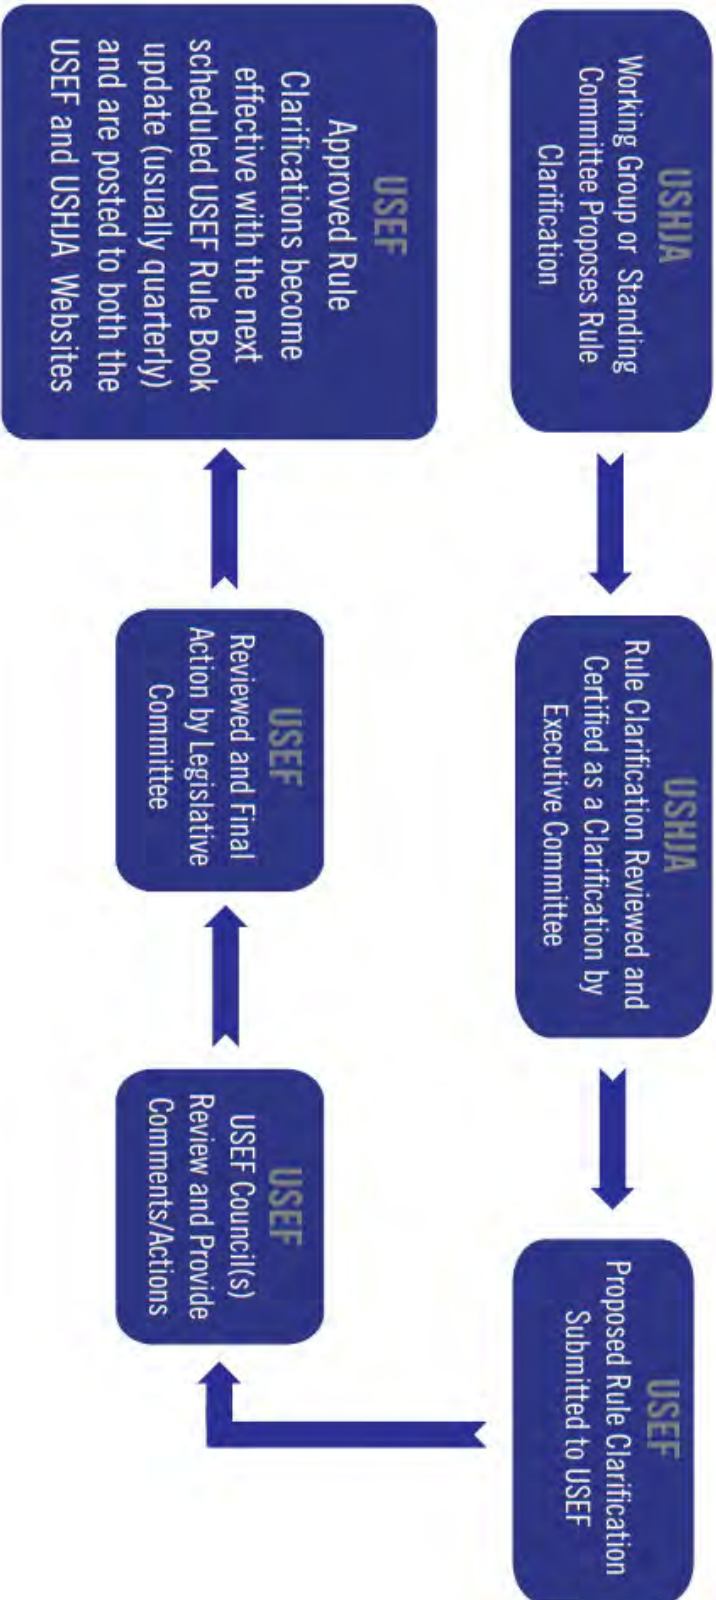 USHJA
Working Group or Standing
Committee Proposes Rule
Clarification
USHJA
Rule Clarification Reviewed and
Certified as a Clarification by
Executive Committee
USEF
Proposed Rule Clarification
Submitted to USEF
USEF
USEF Council(s)
Review and Provide
Comments/Actions
USEF
Reviewed and Final
Action by Legislative
Committee
USEF
Approved Rule
Clarifications become
effective with the next
scheduled USEF Rule Book
update (usually quarterly)
and are posted to both the
USEF and USHJA Websites